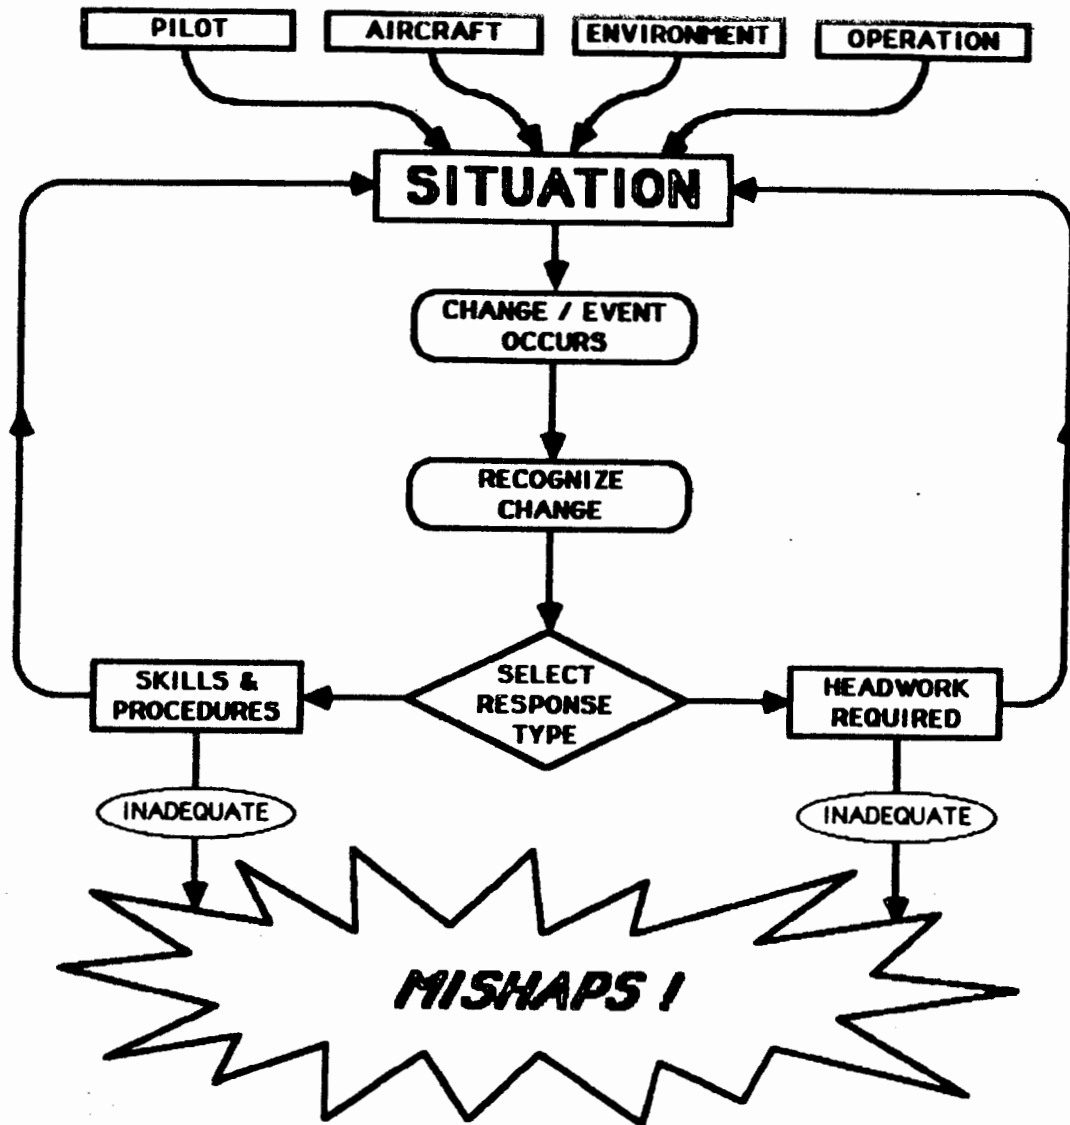 PILOT
AIRCRAFT
ENVIRONMENT
OPERATION
SITUATION
CHANGE / EVENT
OCCURS
RECOGNIZE
CHANGE
SELECT
RESPONSE
TYPE
SKILLS &
PROCEDURES
HEADWORK
REQUIRED
INADEQUATE
INADEQUATE
MISHAPS !